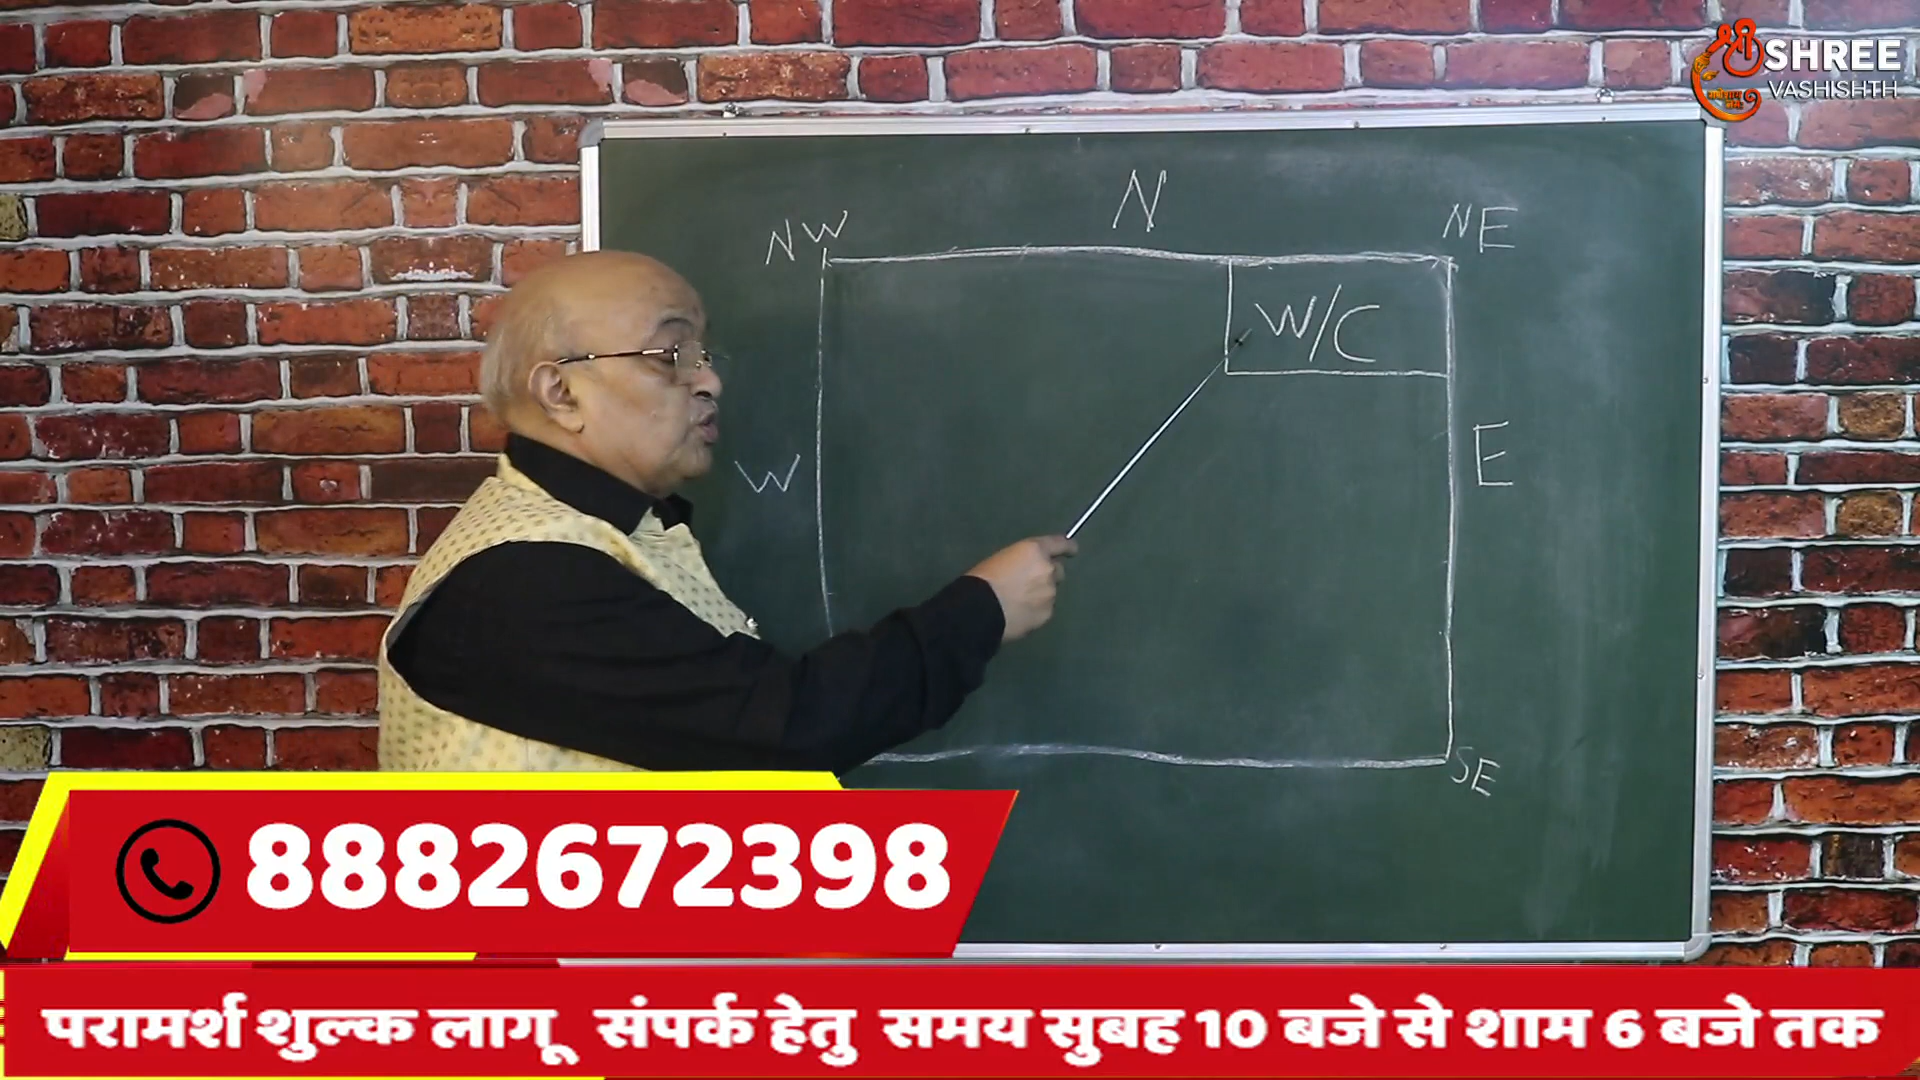 श्री SHREE
VASHISHTH
N
NW
NE
W/C
W
E
SE
8882672398
परामर्श शुल्क लागू संपर्क हेतु समय सुबह 10 बजे से शाम 6 बजे तक